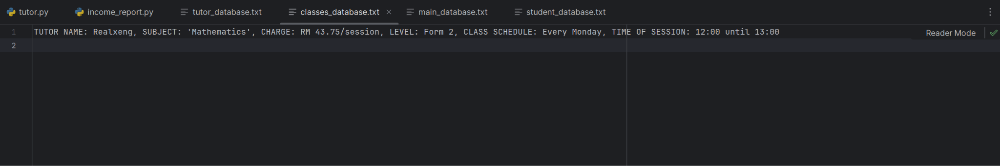 tutor.py income_report.py tutor_database.txt classes_database.txt main_database.txt student_database.txt
1 TUTOR NAME: Realxeng, SUBJECT: 'Mathematics', CHARGE: RM 43.75/session, LEVEL: Form 2, CLASS SCHEDULE: Every Monday, TIME OF SESSION: 12:00 until 13:00 Reader Mode
2